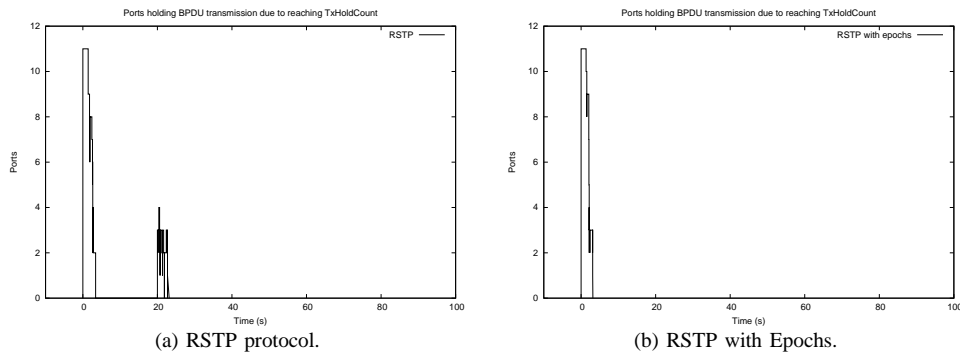 Ports holding BPDU transmission due to reaching TxHoldCount
RSTP
12
10
8
6
4
2
0
Ports
0
20
40
60
80
100
Time (s)
(a) RSTP protocol.
Ports holding BPDU transmission due to reaching TxHoldCount
RSTP with epochs
12
10
8
6
4
2
0
Ports
0
20
40
60
80
100
Time (s)
(b) RSTP with Epochs.